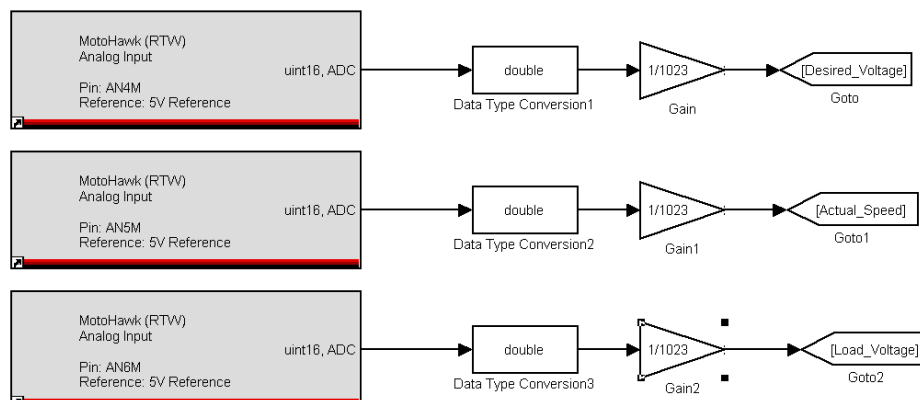 MotoHawk (RTW)
Analog Input
Pin: AN4M
Reference: 5V Reference
uint16, ADC
double
Data Type Conversion1
1/1023
Gain
[Desired_Voltage]
Goto
MotoHawk (RTW)
Analog Input
Pin: AN5M
Reference: 5V Reference
uint16, ADC
double
Data Type Conversion2
1/1023
Gain1
[Actual_Speed]
Goto1
MotoHawk (RTW)
Analog Input
Pin: AN6M
Reference: 5V Reference
uint16, ADC
double
Data Type Conversion3
1/1023
Gain2
[Load_Voltage]
Goto2